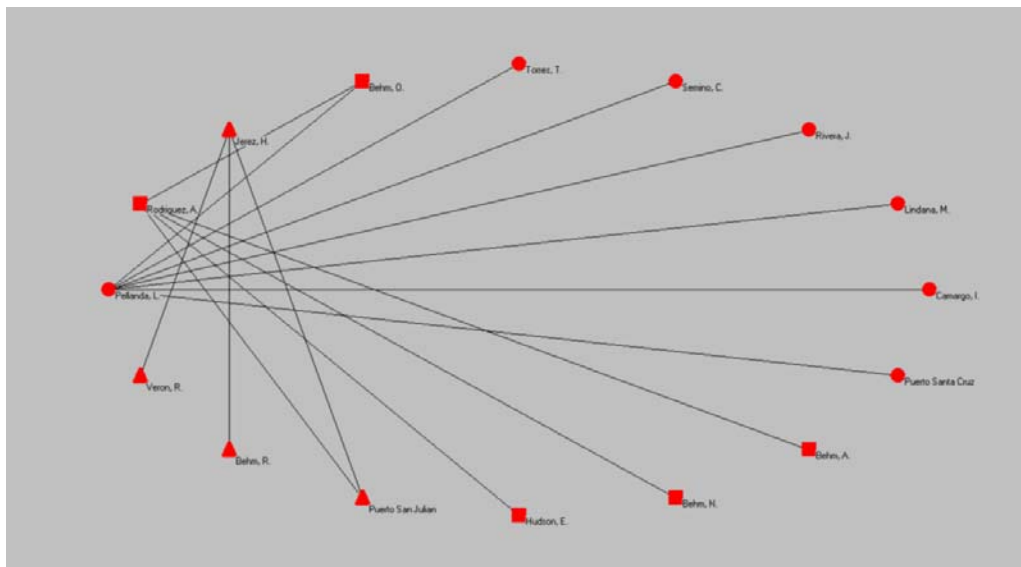 Torres, T.
Behm, O.
Semino, C.
Jerez, H.
Rivera, J.
Rodriguez, A.
Lindana, M.
Pellanda, L.
Camargo, I.
Veron, R.
Puerto Santa Cruz
Behm, R.
Behm, A.
Puerto San Julian
Behm, N.
Hudson, E.